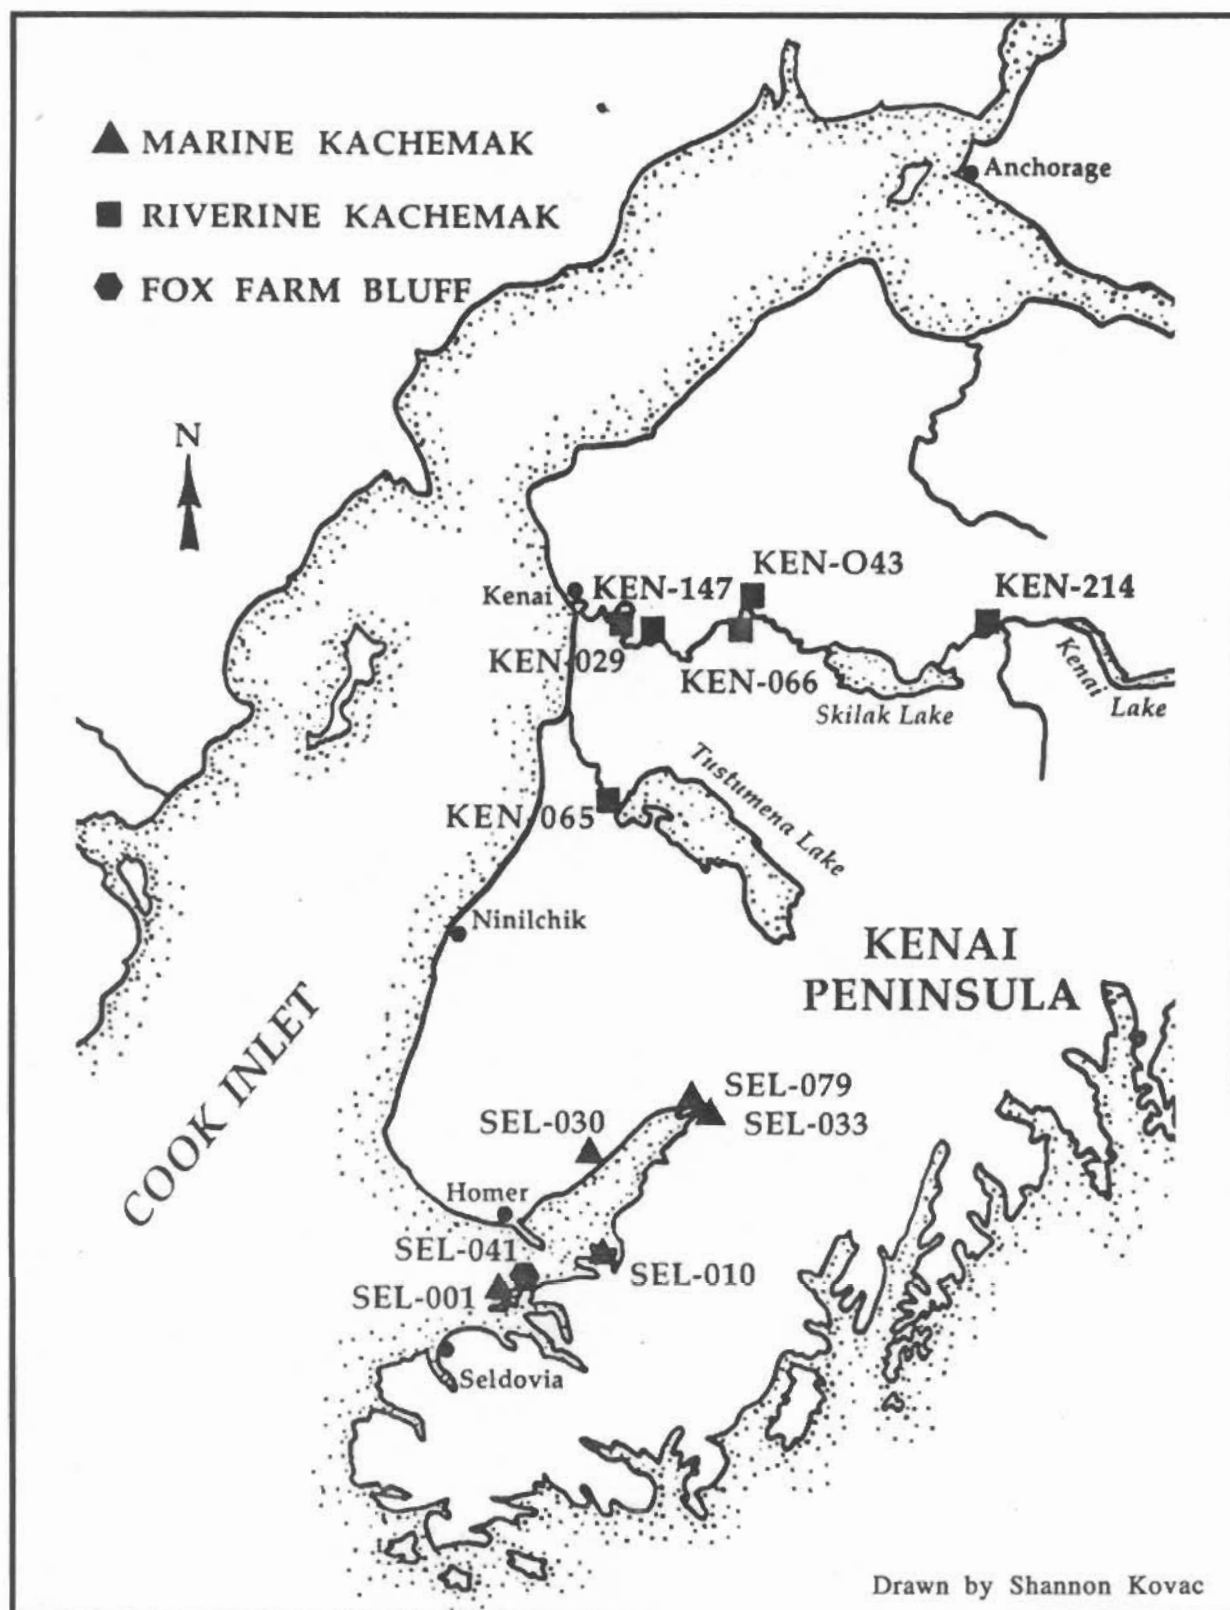 MARINE KACHEMAK
RIVERINE KACHEMAK
FOX FARM BLUFF
Anchorage
N
KEN-O43
Kenai
KEN-147
KEN-214
KEN-029
KEN-066
Kenai
Lake
Skilak Lake
Tustumena Lake
KEN-065
Ninilchik
KENAI
PENINSULA
COOK INLET
SEL-079
SEL-030
SEL-033
Homer
SEL-041
SEL-010
SEL-001
Seldovia
Drawn by Shannon Kovac